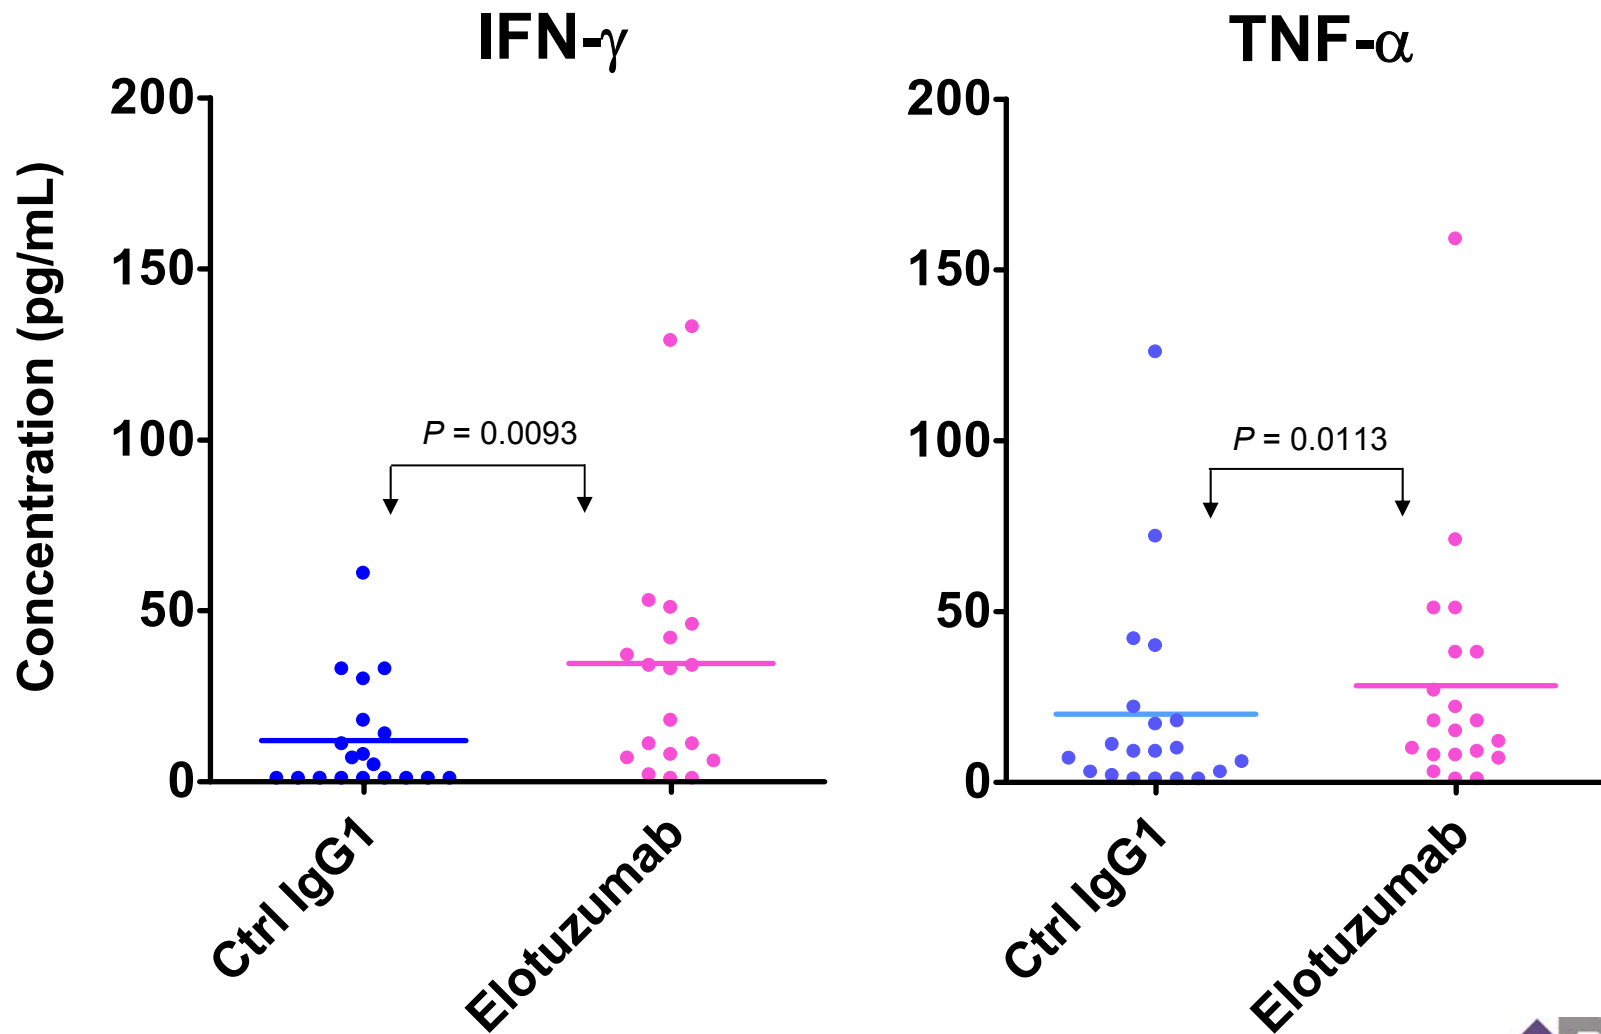 IFN-γ
TNF-α
Concentration (pg/mL)
200
150
100
50
0
P = 0.0093
Ctrl IgG1
Elotuzumab
200
150
100
50
0
P = 0.0113
Ctrl IgG1
Elotuzumab